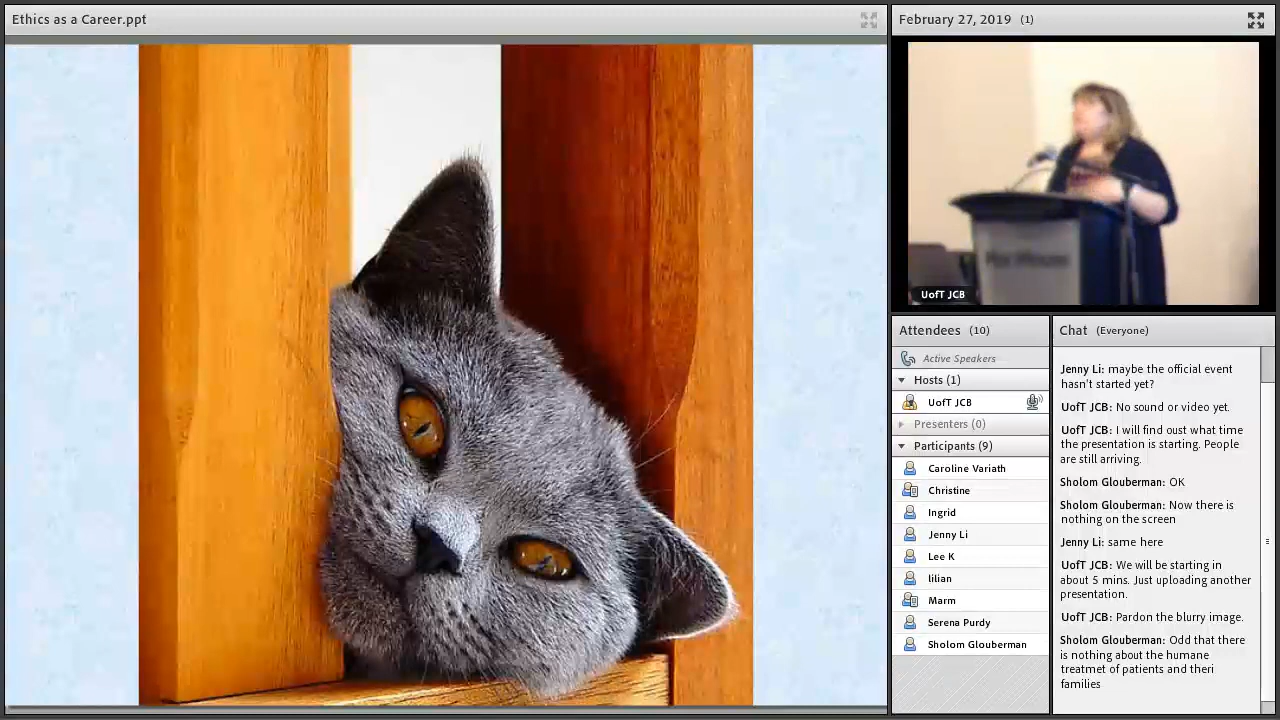 Ethics as a Career.ppt
February 27, 2019 (1)
UofT JCB
Attendees (10)
Active Speakers
Hosts (1)
UofT JCB
Presenters (0)
Participants (9)
Caroline Variath
Christine
Ingrid
Jenny Li
Lee K
lilian
Marm
Serena Purdy
Sholom Glouberman
Chat (Everyone)
Jenny Li: maybe the official event
hasn't started yet?
UofT JCB: No sound or video yet.
UofT JCB: I will find oust what time
the presentation is starting. People
are still arriving.
Sholom Glouberman: OK
Sholom Glouberman: Now there is
nothing on the screen
Jenny Li: same here
UofT JCB: We will be starting in
about 5 mins. Just uploading another
presentation.
UofT JCB: Pardon the blurry image.
Sholom Glouberman: Odd that there
is nothing about the humane
treatmet of patients and theri
families